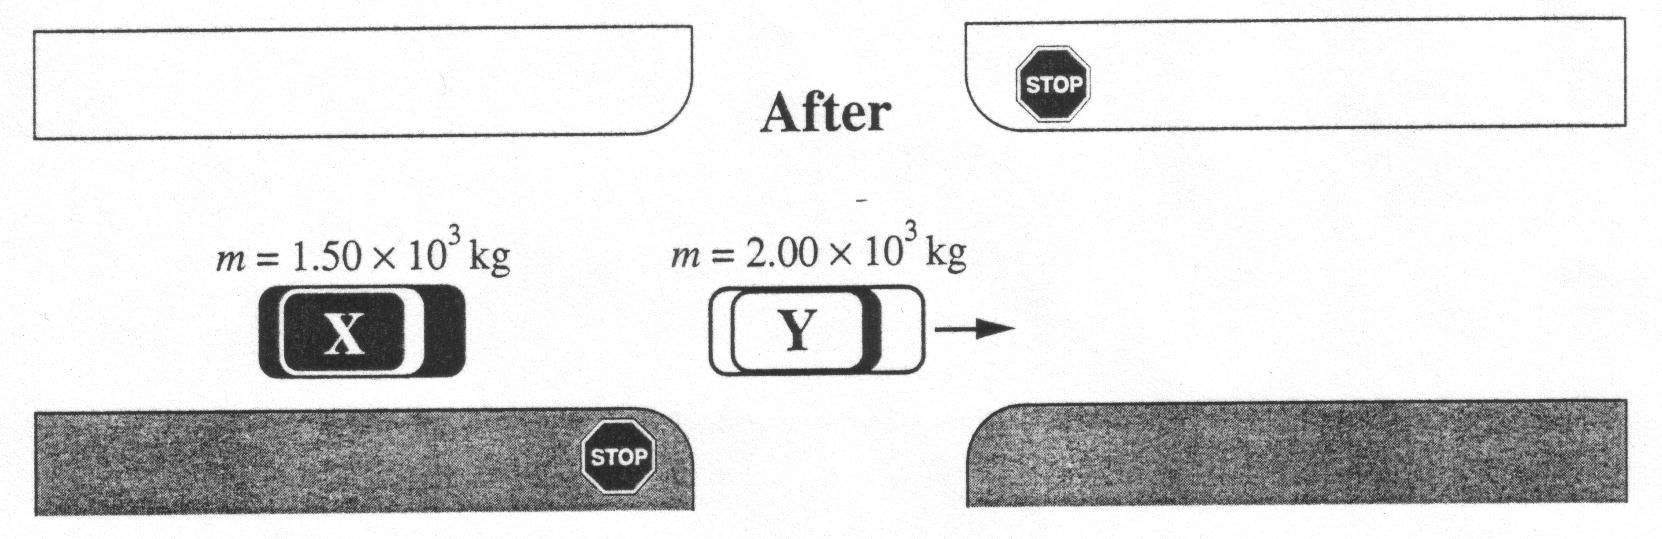 STOP
After
m = 1.50 × 10³ kg
m = 2.00 × 10³ kg
X
Y
STOP